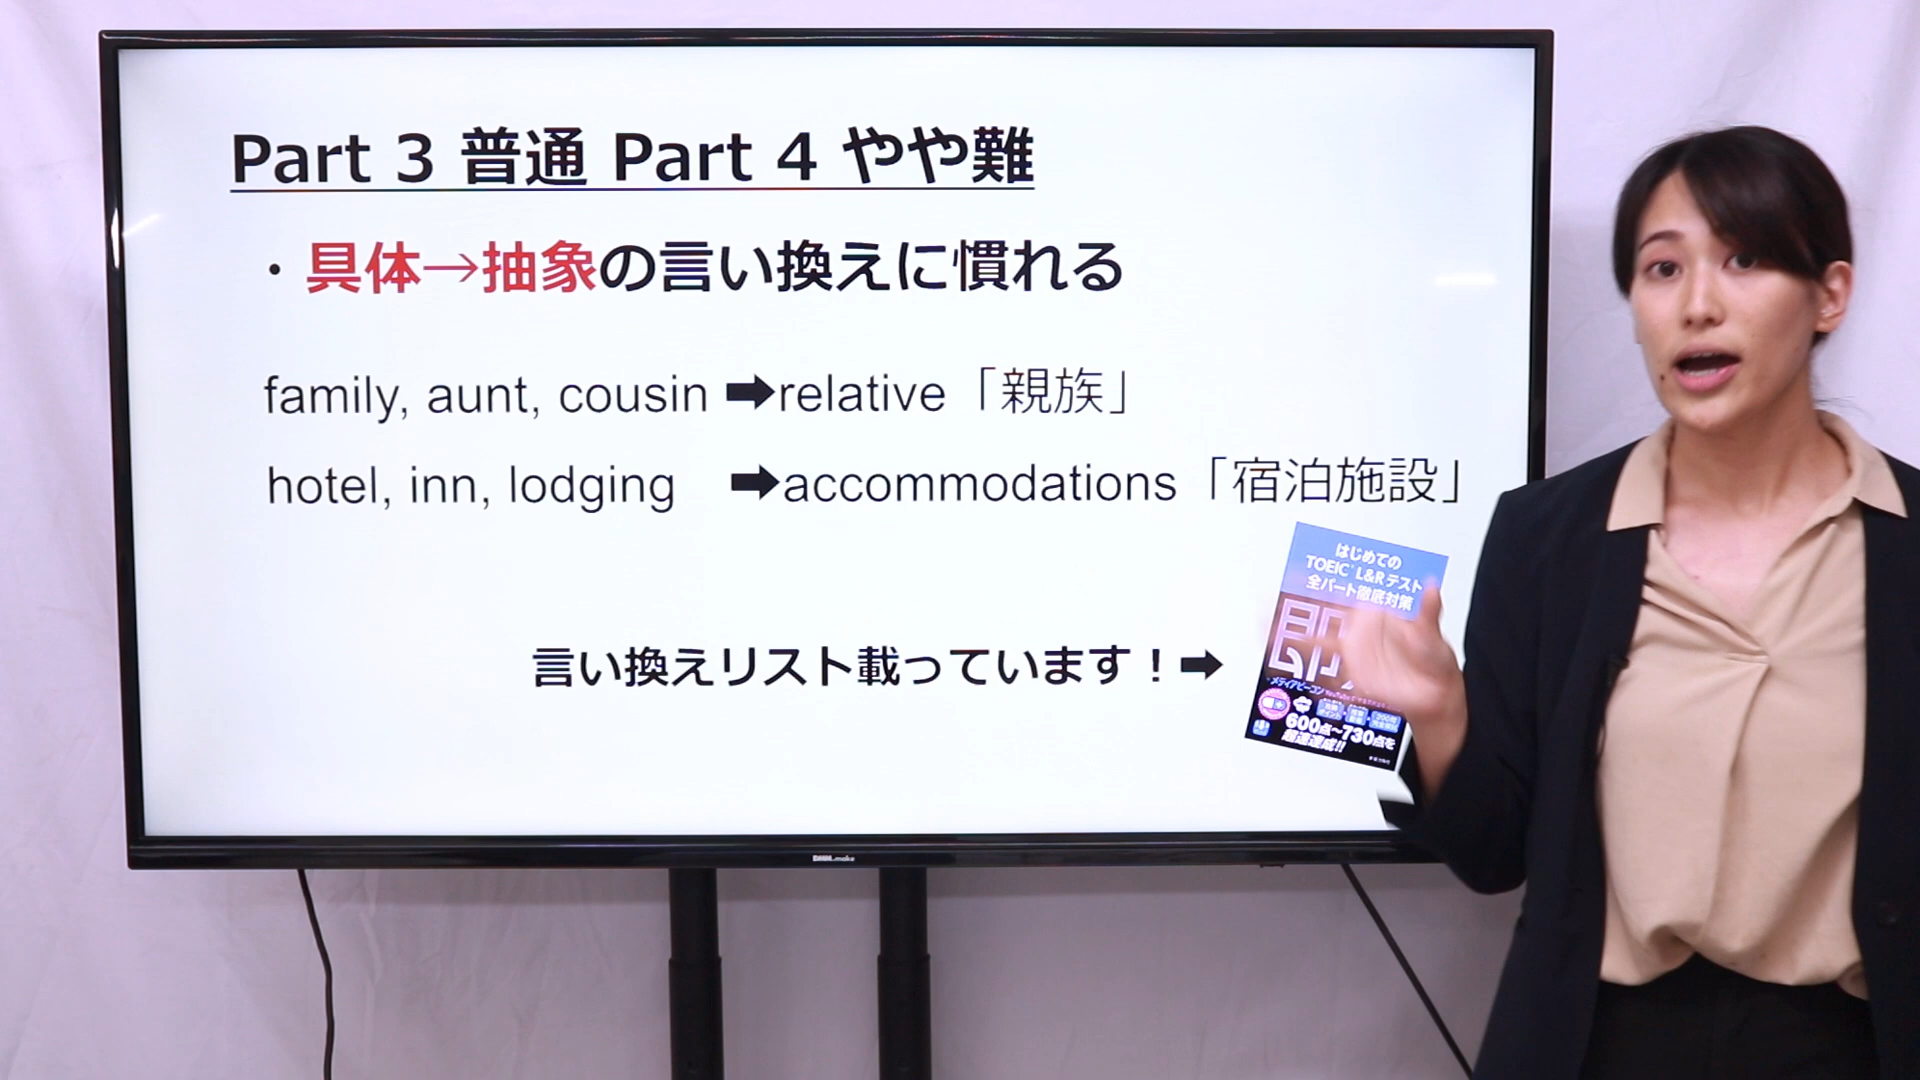 Part 3 普通 Part 4 やや難
・具体→抽象の言い換えに慣れる
family, aunt, cousin ➡relative「親族」
hotel, inn, lodging ➡accommodations「宿泊施設」
言い換えリスト載っています！➡
はじめての
TOEIC L&Rテスト
全パート徹底対策
即
メディアビーコン
600点～730点を
超速達成!!
DMM.make